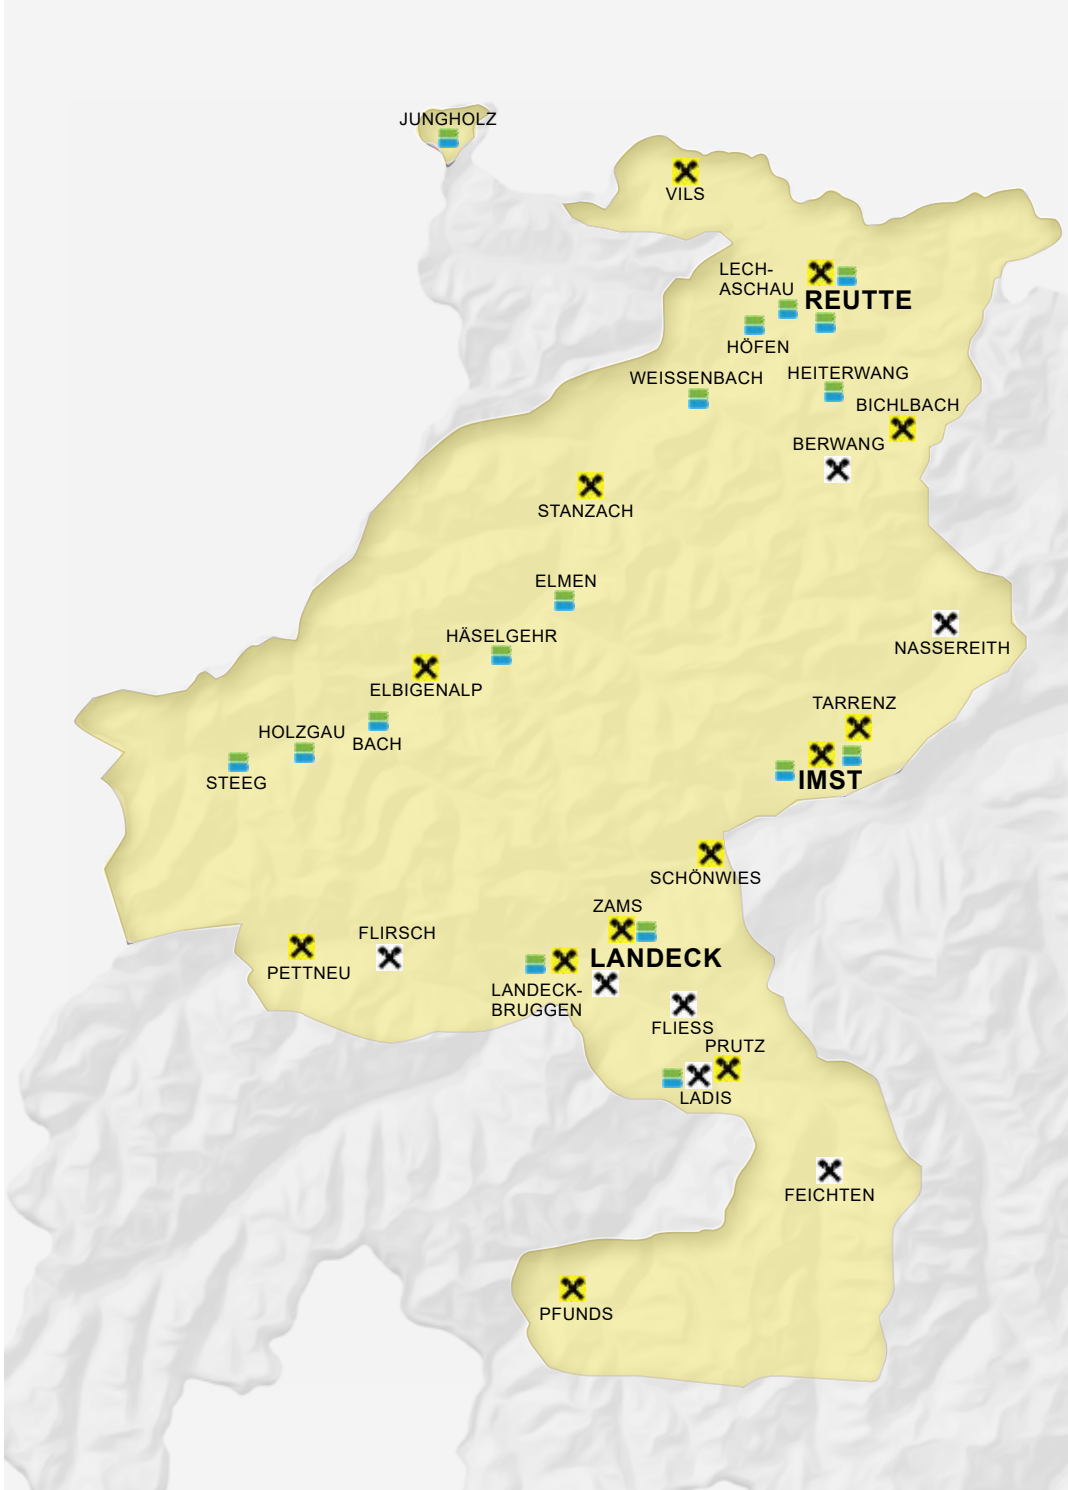 JUNGHOLZ
VILS
LECH-
ASCHAU
REUTTE
HÖFEN
WEISSENBACH
HEITERWANG
BICHLBACH
BERWANG
STANZACH
ELMEN
NASSEREITH
HÄSELGEHR
ELBIGENALP
TARRENZ
HOLZGAU
BACH
STEEG
IMST
SCHÖNWIES
ZAMS
FLIRSCH
LANDECK
PETTNEU
LANDECK-
BRUGGEN
FLIESS
PRUTZ
LADIS
FEICHTEN
PFUNDS